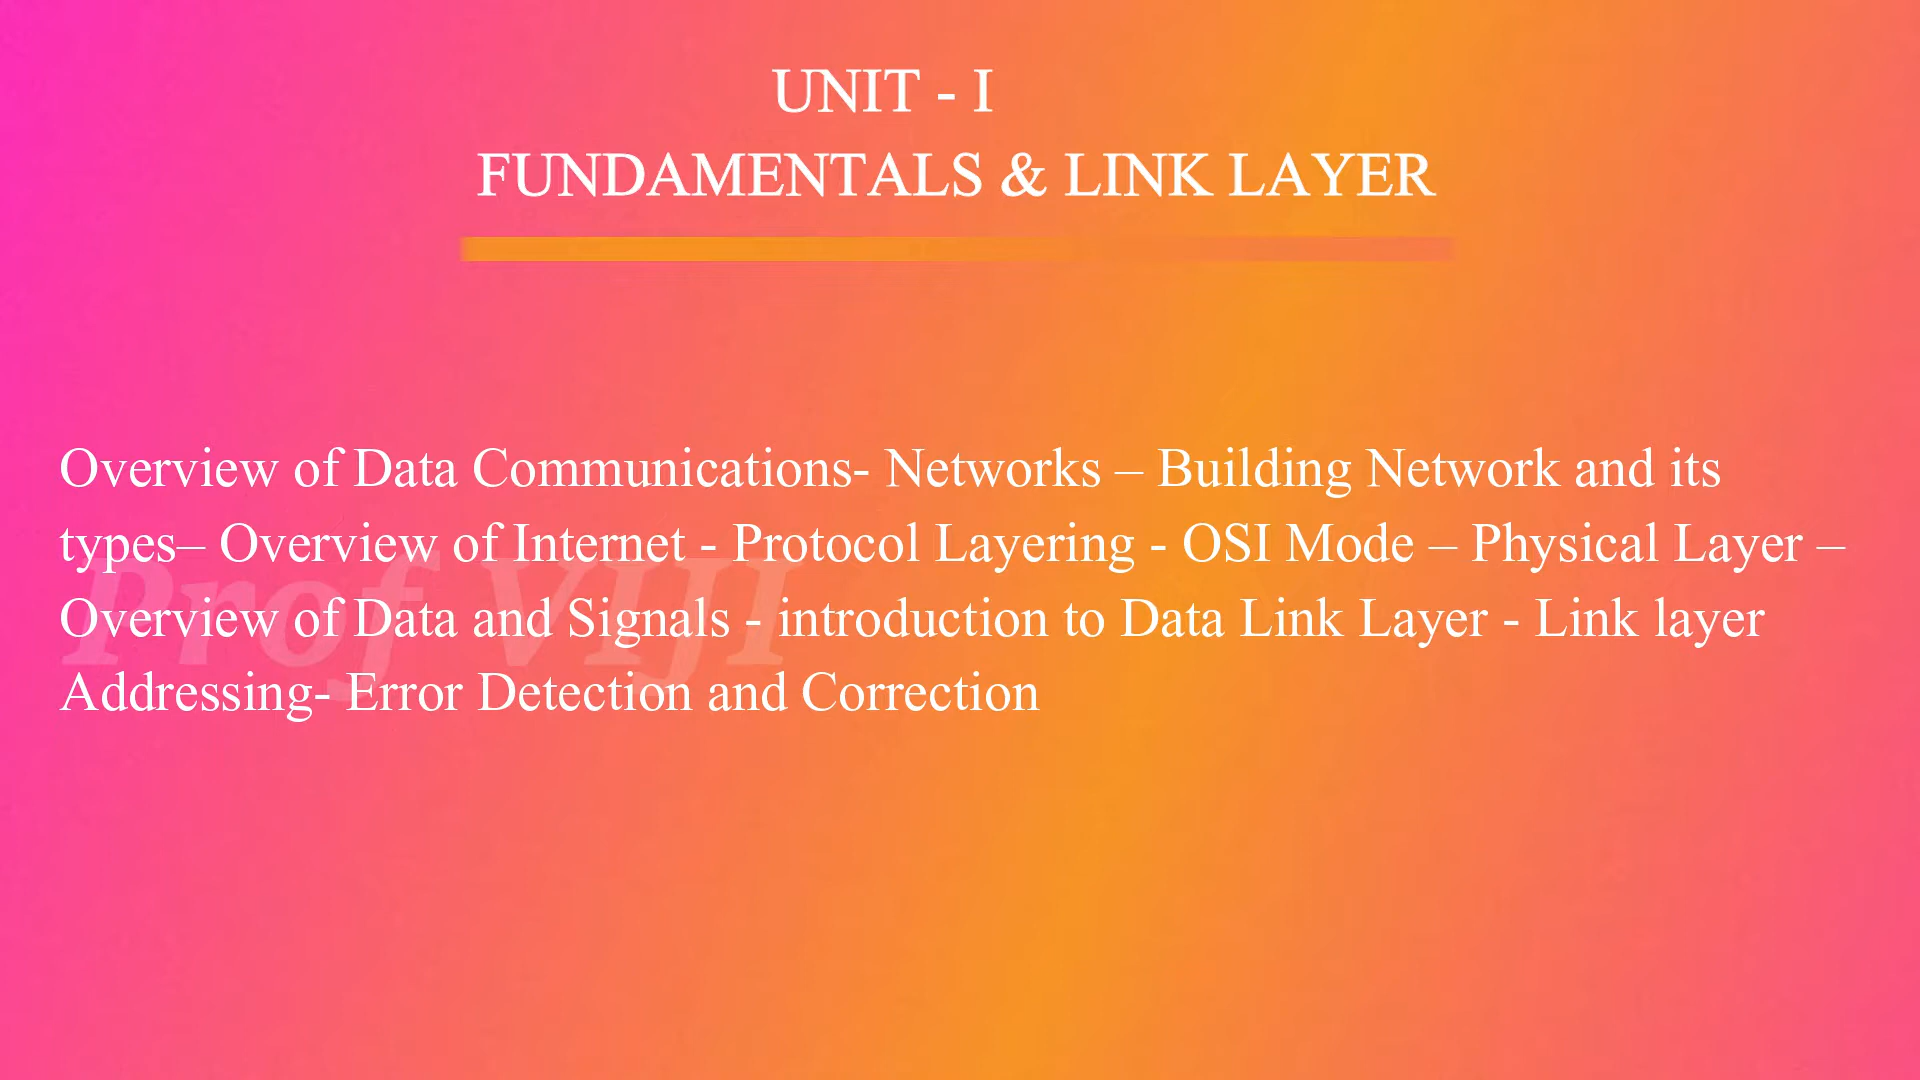 UNIT - I
FUNDAMENTALS & LINK LAYER
Overview of Data Communications- Networks – Building Network and its
types– Overview of Internet - Protocol Layering - OSI Mode – Physical Layer –
Overview of Data and Signals - introduction to Data Link Layer - Link layer
Addressing- Error Detection and Correction
Prof VIJI